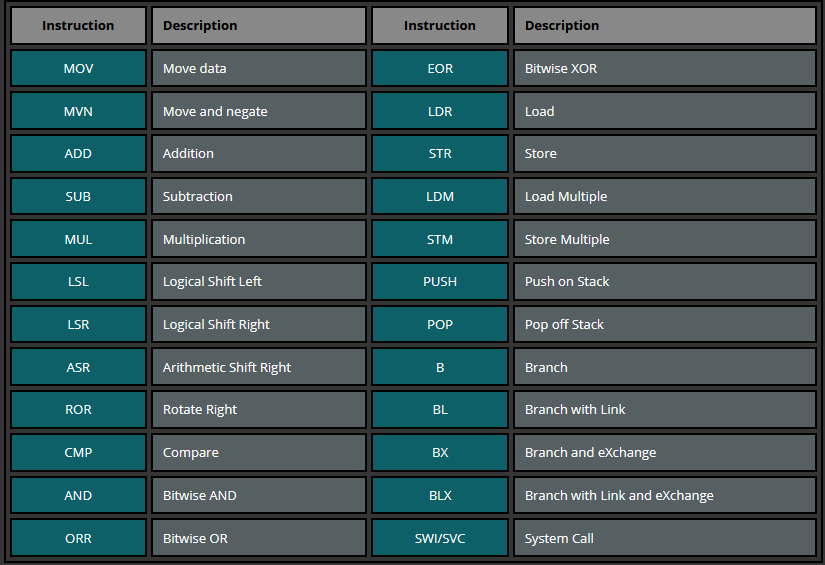 Instruction Description Instruction Description
MOV Move data EOR Bitwise XOR
MVN Move and negate LDR Load
ADD Addition STR Store
SUB Subtraction LDM Load Multiple
MUL Multiplication STM Store Multiple
LSL Logical Shift Left PUSH Push on Stack
LSR Logical Shift Right POP Pop off Stack
ASR Arithmetic Shift Right B Branch
ROR Rotate Right BL Branch with Link
CMP Compare BX Branch and eXchange
AND Bitwise AND BLX Branch with Link and eXchange
ORR Bitwise OR SWI/SVC System Call